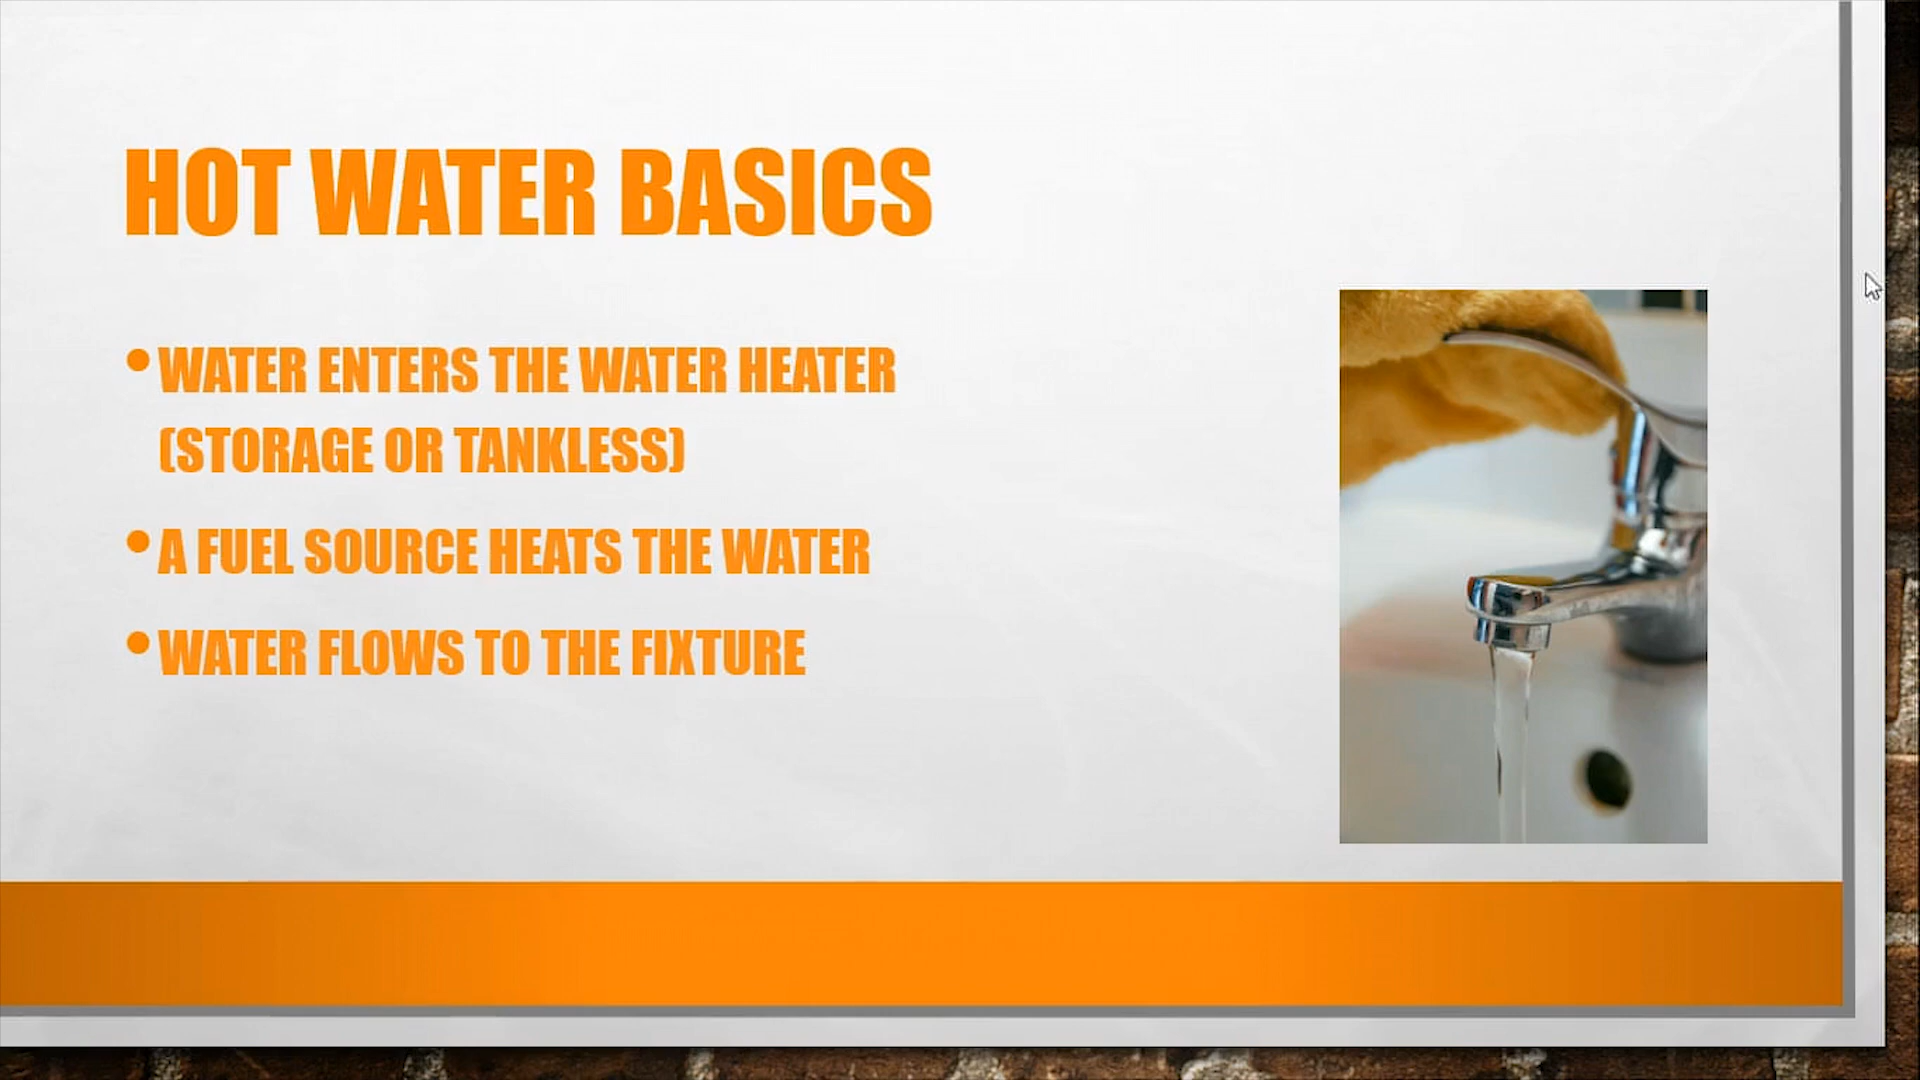 HOT WATER BASICS
• WATER ENTERS THE WATER HEATER
(STORAGE OR TANKLESS)
• A FUEL SOURCE HEATS THE WATER
• WATER FLOWS TO THE FIXTURE